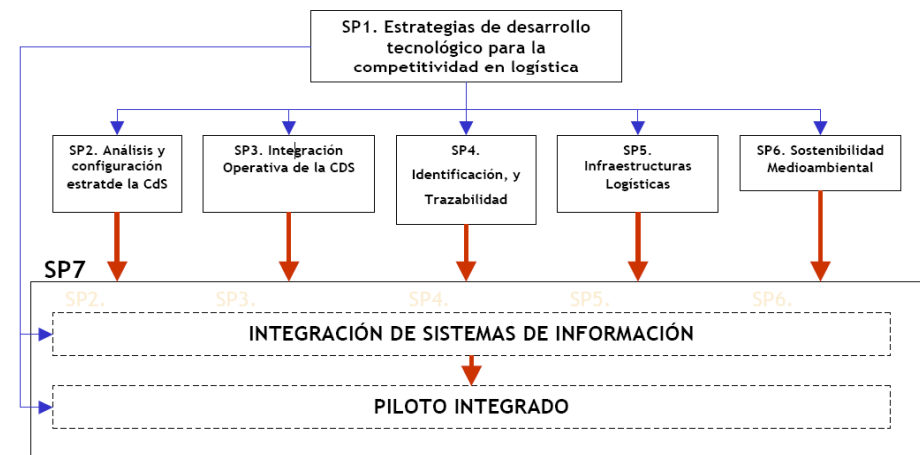 SP1. Estrategias de desarrollo
tecnológico para la
competitividad en logística
SP2. Análisis y
configuración
estratde la CdS
SP3. Integración
Operativa de la CDS
SP4.
Identificación, y
Trazabilidad
SP5.
Infraestructuras
Logísticas
SP6. Sostenibilidad
Medioambiental
SP7
SP2. SP3. SP4. SP5. SP6.
INTEGRACIÓN DE SISTEMAS DE INFORMACIÓN
PILOTO INTEGRADO